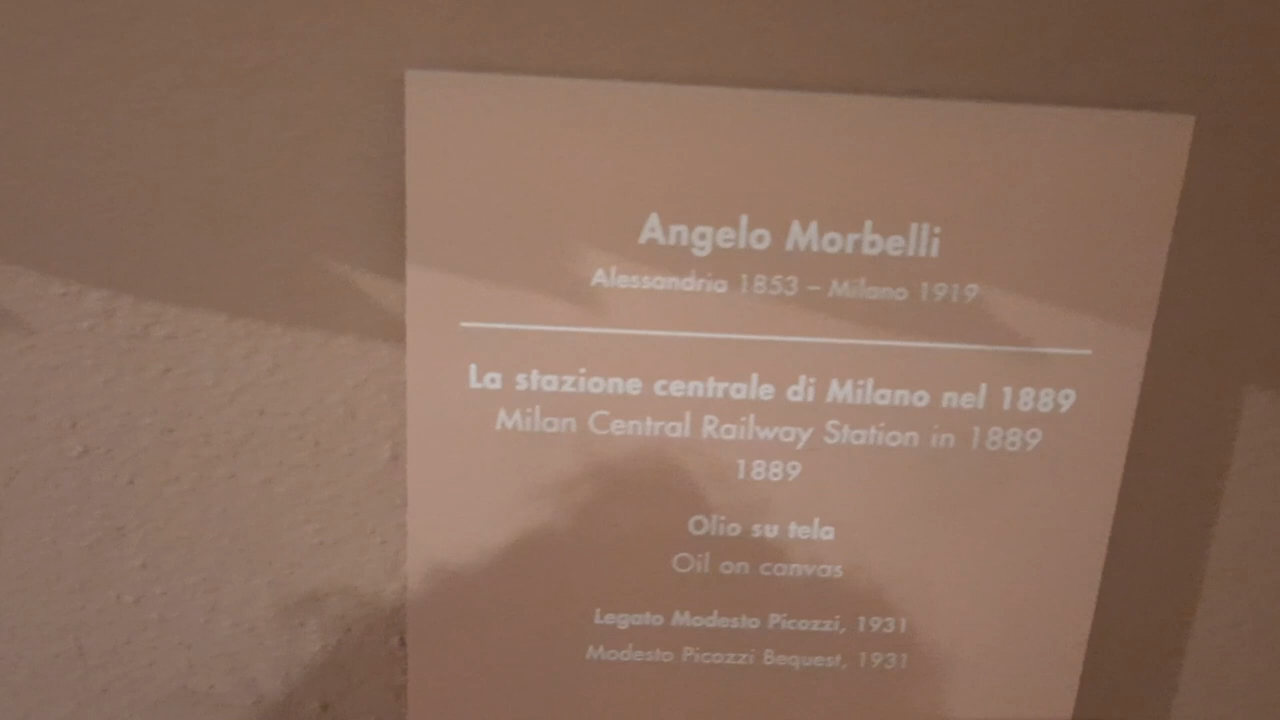 Angelo Morbelli
Alessandria 1853 – Milano 1919
La stazione centrale di Milano nel 1889
Milan Central Railway Station in 1889
1889
Olio su tela
Oil on canvas
Legato Modesto Picozzi, 1931
Modesto Picozzi Bequest, 1931